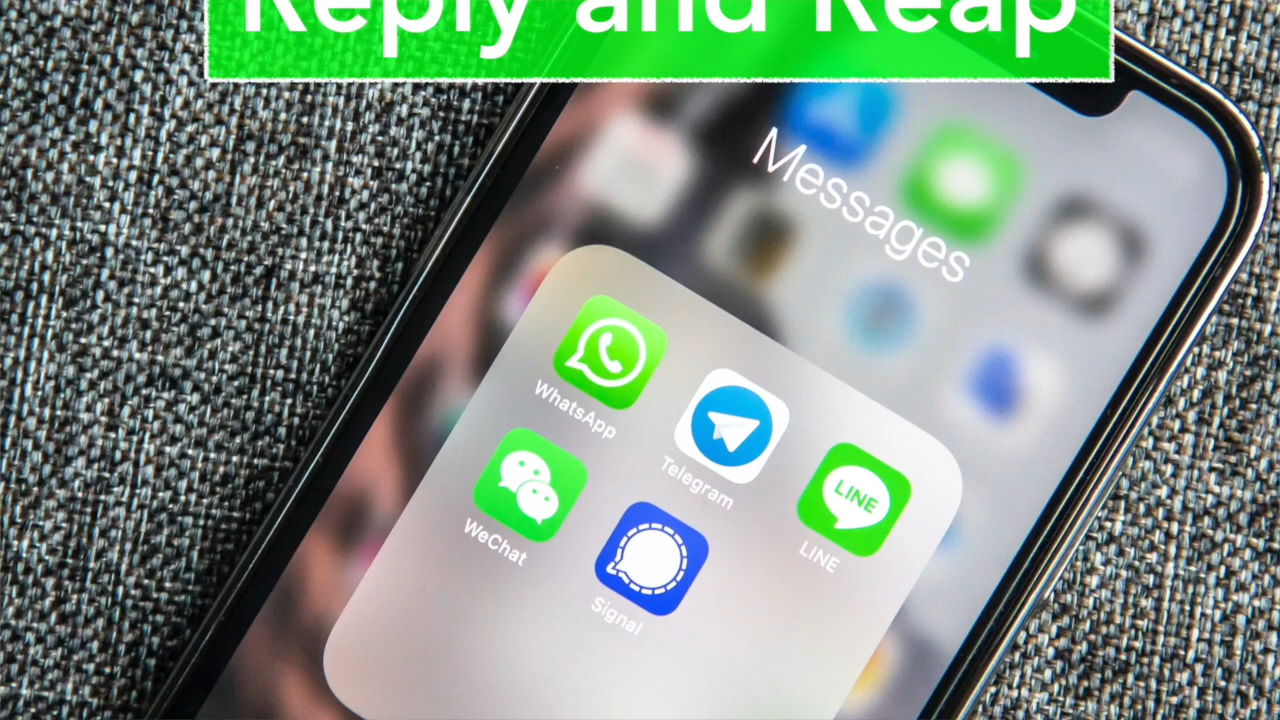 Reply and Reap
Messages
WhatsApp
Telegram
LINE
LINE
WeChat
Signal